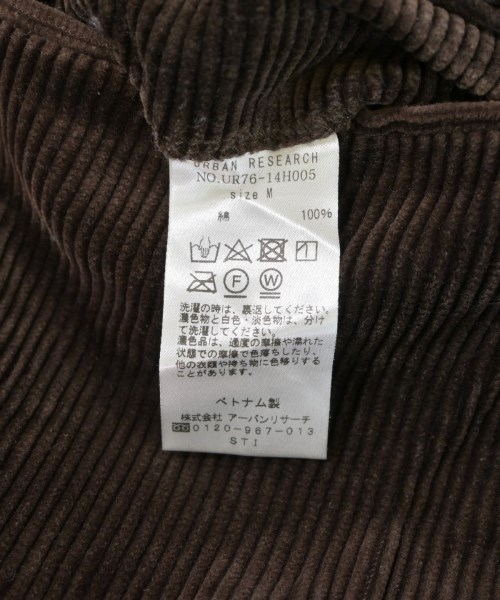 URBAN RESEARCH
NO.UR76-14H005
size M
綿 100%
F W
洗濯の時は、裏返してください。
濃色物と白色・淡色物は、分け
て洗濯してください。
濃色品は、過度の摩擦や濡れた
状態での摩擦で色落ちしたり、
他の衣類や持ち物に色移りする
ことがあります。
ベトナム製
株式会社 アーバンリサーチ
0120-967-013
STI